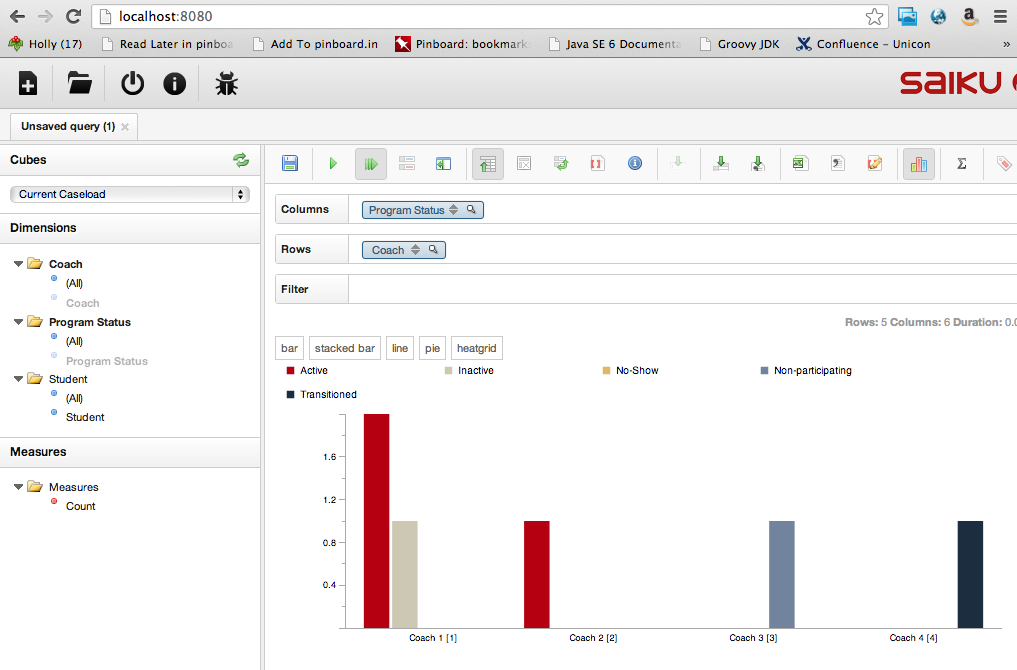 localhost:8080
Holly (17) Read Later in pinboa Add To pinboard.in Pinboard: bookmark Java SE 6 Documenta Groovy JDK Confluence – Unicon »
saiku
Unsaved query (1) ×
Cubes
Current Caseload
Columns Program Status
Dimensions
Rows Coach
Coach
(All)
Coach
Filter
Program Status
(All)
Program Status
Rows: 5 Columns: 6 Duration: 0.0
bar stacked bar line pie heatgrid
Student
(All)
Student
Active Inactive No-Show Non-participating
Transitioned
Measures
Measures
Count
1.6
1.2
0.8
0.4
Coach 1 [1] Coach 2 [2] Coach 3 [3] Coach 4 [4]